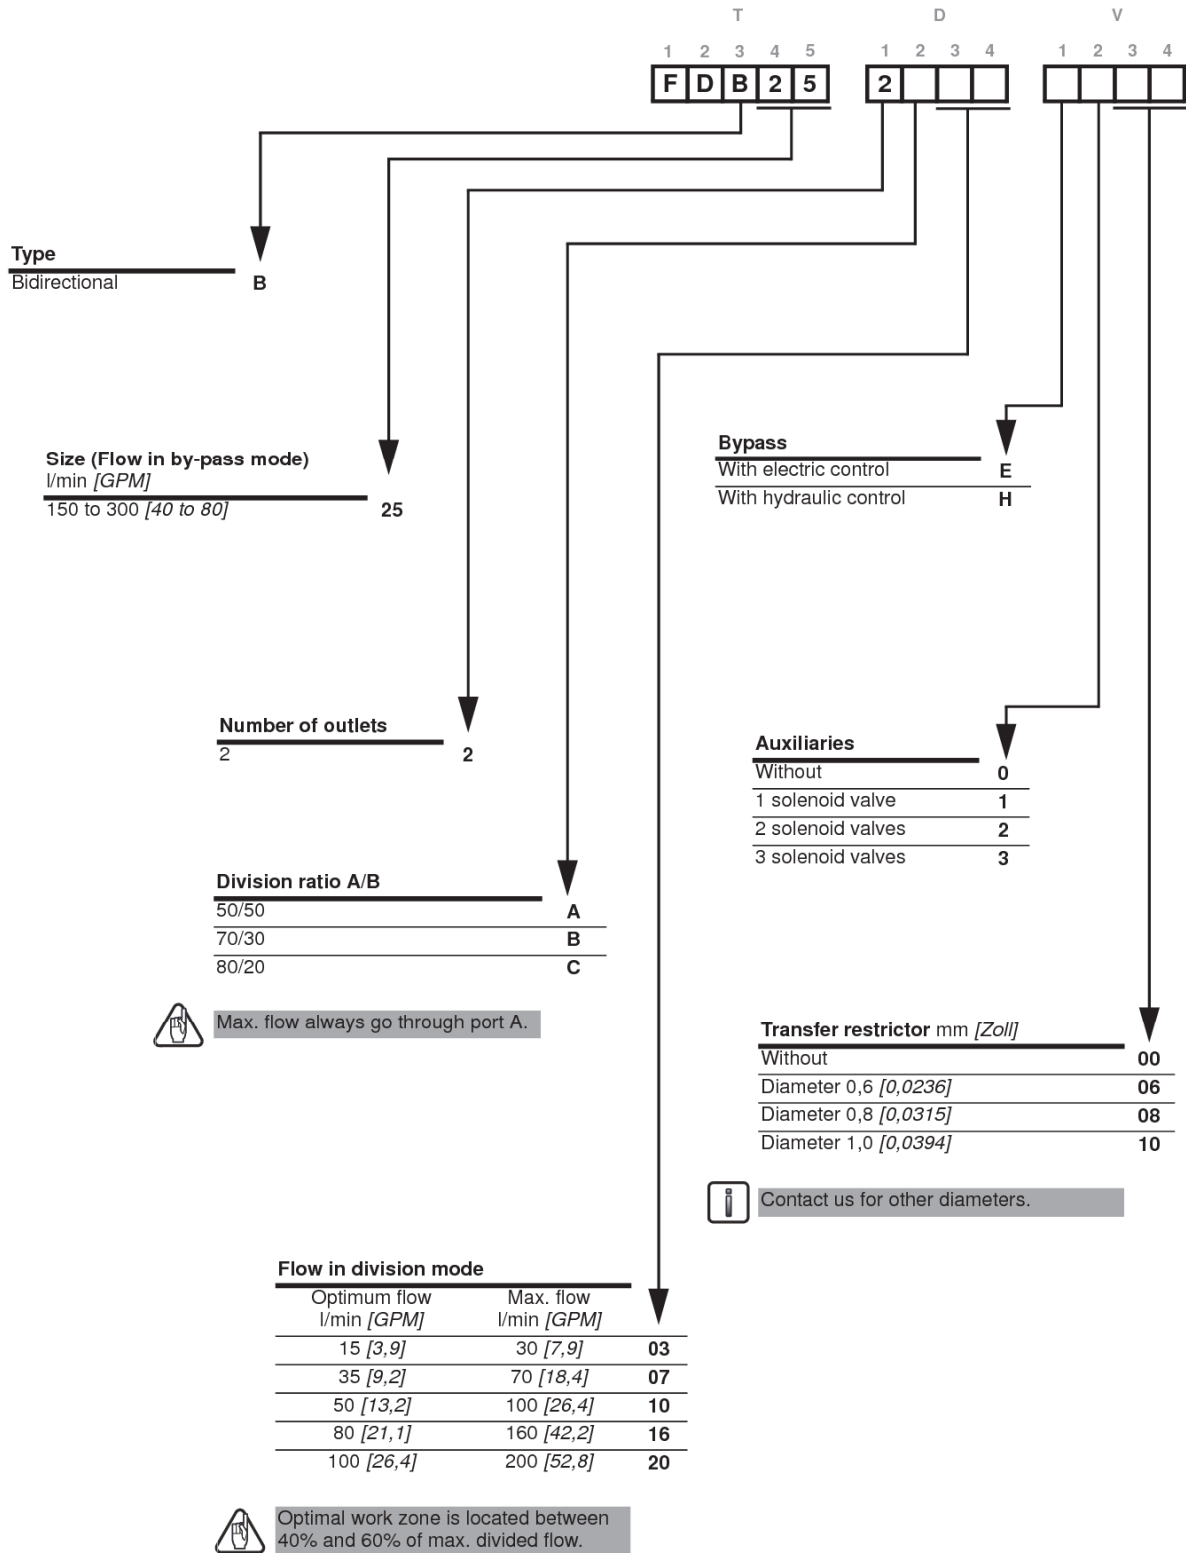 T D V
1 2 3 4 5 1 2 3 4 1 2 3 4
F D B 2 5 2
Type
Bidirectional B
Size (Flow in by-pass mode)
l/min [GPM]
150 to 300 [40 to 80] 25
Bypass
With electric control E
With hydraulic control H
Number of outlets
2 2
Auxiliaries
Without 0
1 solenoid valve 1
2 solenoid valves 2
3 solenoid valves 3
Division ratio A/B
50/50 A
70/30 B
80/20 C
Max. flow always go through port A.
Transfer restrictor mm [Zoll]
Without 00
Diameter 0,6 [0,0236] 06
Diameter 0,8 [0,0315] 08
Diameter 1,0 [0,0394] 10
i Contact us for other diameters.
Flow in division mode
Optimum flow Max. flow
l/min [GPM] l/min [GPM]
15 [3,9] 30 [7,9] 03
35 [9,2] 70 [18,4] 07
50 [13,2] 100 [26,4] 10
80 [21,1] 160 [42,2] 16
100 [26,4] 200 [52,8] 20
Optimal work zone is located between
40% and 60% of max. divided flow.